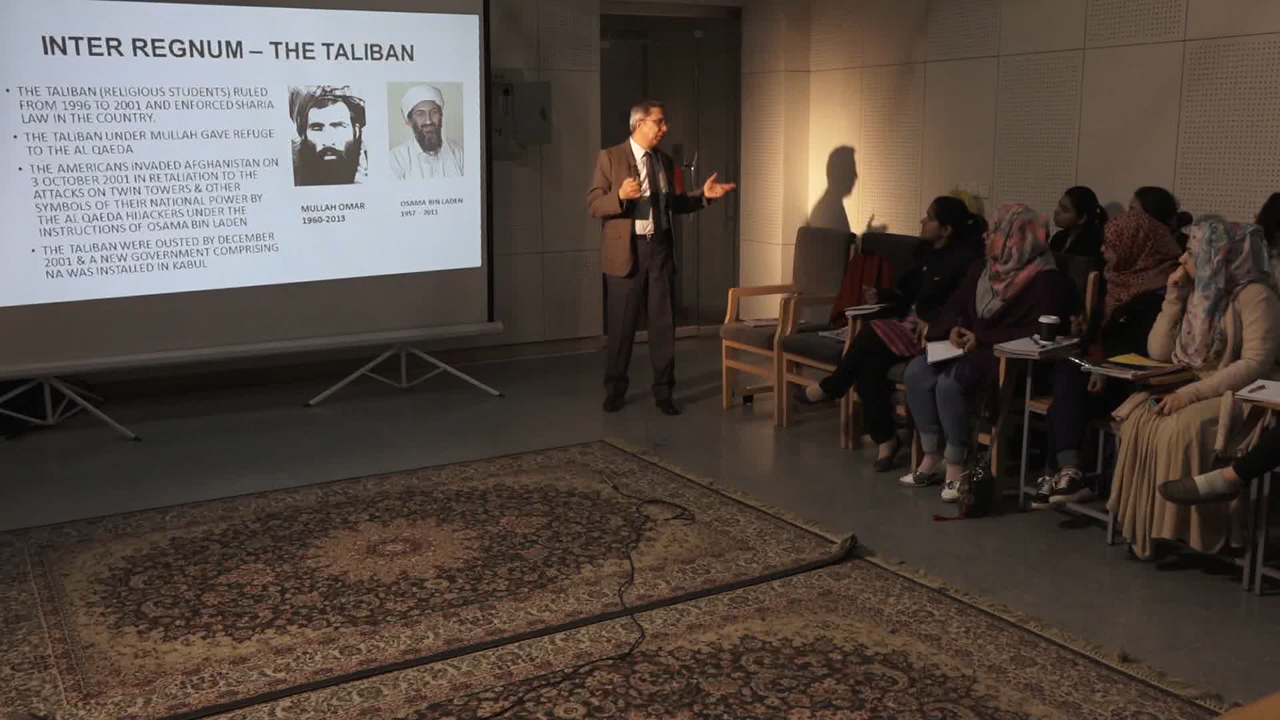 INTER REGNUM – THE TALIBAN
• THE TALIBAN (RELIGIOUS STUDENTS) RULED
FROM 1996 TO 2001 AND ENFORCED SHARIA
LAW IN THE COUNTRY.
• THE TALIBAN UNDER MULLAH GAVE REFUGE
TO THE AL QAEDA
• THE AMERICANS INVADED AFGHANISTAN ON
3 OCTOBER 2001 IN RETALIATION TO THE
ATTACKS ON TWIN TOWERS & OTHER
SYMBOLS OF THEIR NATIONAL POWER BY
THE AL QAEDA HIJACKERS UNDER THE
INSTRUCTIONS OF OSAMA BIN LADEN
• THE TALIBAN WERE OUSTED BY DECEMBER
2001 & A NEW GOVERNMENT COMPRISING
NA WAS INSTALLED IN KABUL
MULLAH OMAR
1960-2013
OSAMA BIN LADEN
1957 - 2011